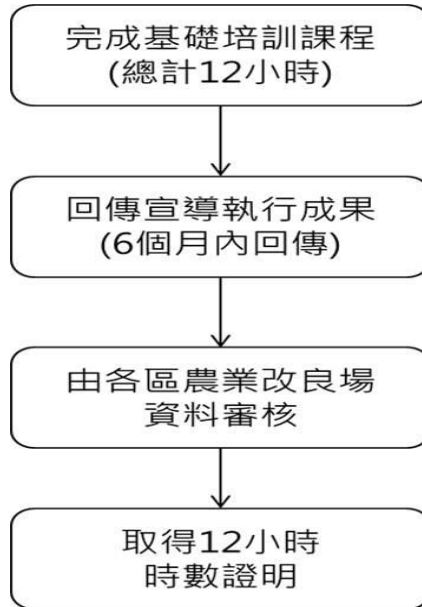 完成基礎培訓課程
(總計12小時)
回傳宣導執行成果
(6個月內回傳)
由各區農業改良場
資料審核
取得12小時
時數證明